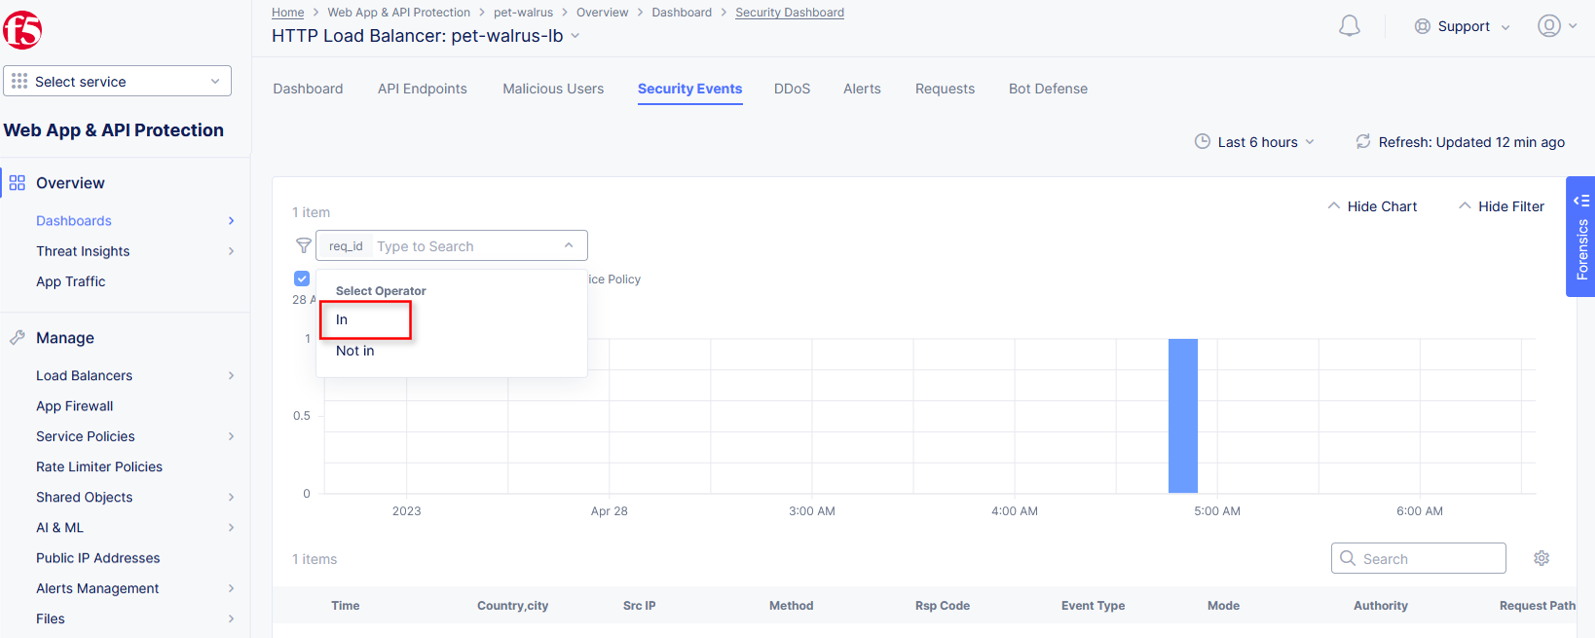 f5
Home > Web App & API Protection > pet-walrus > Overview > Dashboard > Security Dashboard
HTTP Load Balancer: pet-walrus-lb
Support
Select service
Web App & API Protection
Overview
Dashboards
Threat Insights
App Traffic
Manage
Load Balancers
App Firewall
Service Policies
Rate Limiter Policies
Shared Objects
AI & ML
Public IP Addresses
Alerts Management
Files
Dashboard API Endpoints Malicious Users Security Events DDoS Alerts Requests Bot Defense
Last 6 hours Refresh: Updated 12 min ago
1 item
Hide Chart Hide Filter
Forensics
req_id Type to Search
ice Policy
28 A
Select Operator
In
Not in
1
0.5
0
2023 Apr 28 3:00 AM 4:00 AM 5:00 AM 6:00 AM
1 items
Search
Time Country,city Src IP Method Rsp Code Event Type Mode Authority Request Path